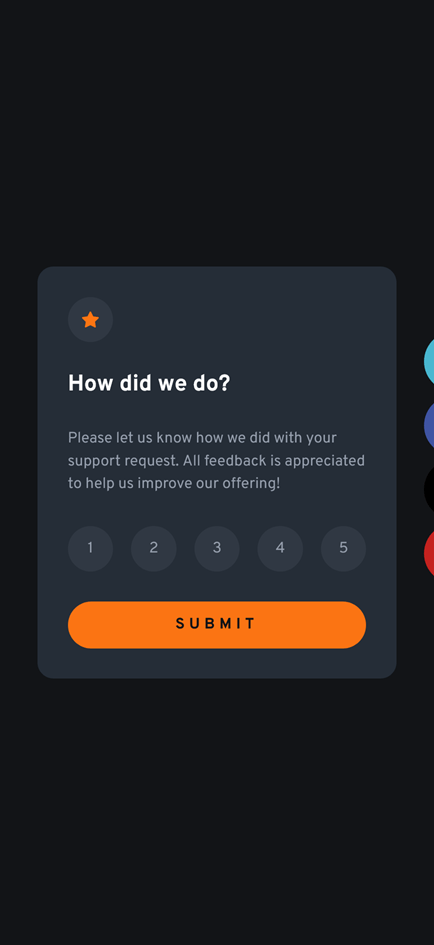 How did we do?
Please let us know how we did with your
support request. All feedback is appreciated
to help us improve our offering!
1 2 3 4 5
SUBMIT